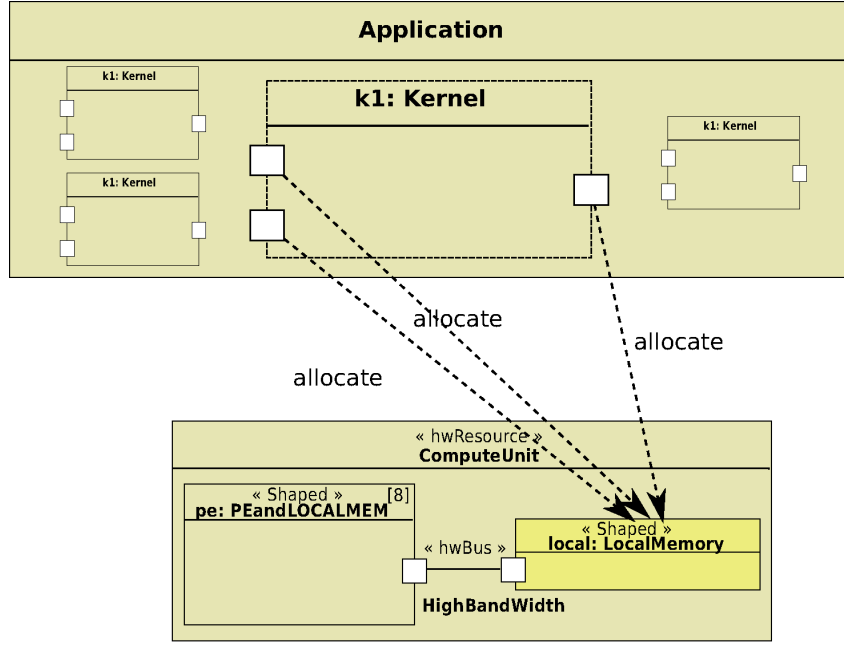 Application
k1: Kernel
k1: Kernel
k1: Kernel
k1: Kernel
allocate
allocate
allocate
« hwResource »
ComputeUnit
« Shaped » [8]
pe: PEandLOCALMEM
« hwBus »
HighBandWidth
« Shaped »
local: LocalMemory